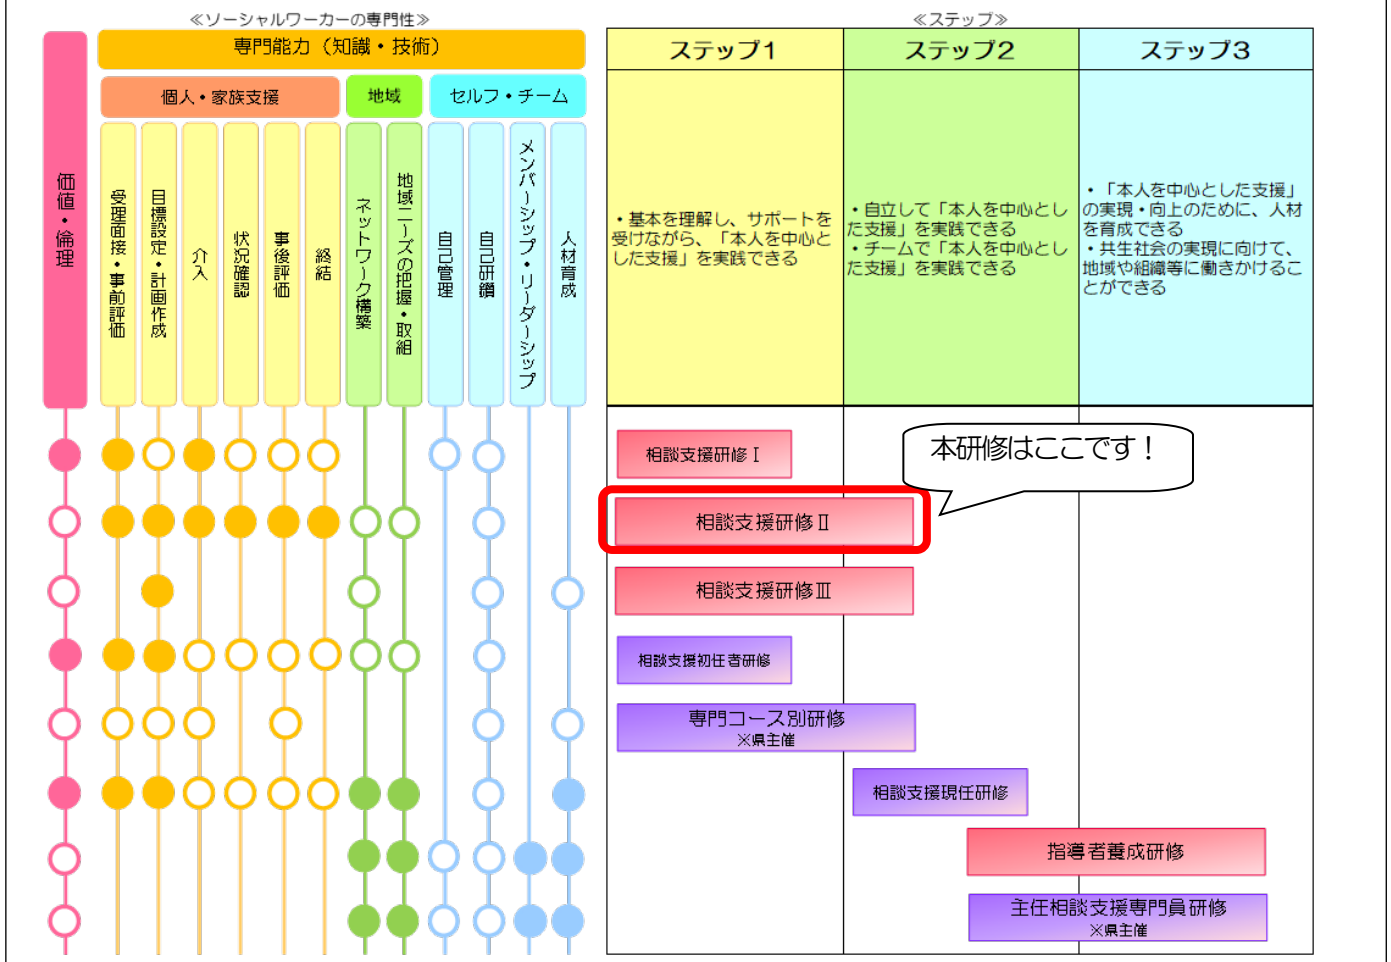 ≪ソーシャルワーカーの専門性≫
≪ステップ≫
専門能力（知識・技術）
個人・家族支援
地域
セルフ・チーム
価値・倫理
受理面接・事前評価
目標設定・計画作成
介入
状況確認
事後評価
終結
ネットワーク構築
地域ニーズの把握・取組
自己管理
自己研鑽
メンバーシップ・リーダーシップ
人材育成
ステップ1
ステップ2
ステップ3
・基本を理解し、サポートを
受けながら、「本人を中心と
した支援」を実践できる
・自立して「本人を中心とし
た支援」を実践できる
・チームで「本人を中心とし
た支援」を実践できる
・「本人を中心とした支援」
の実現・向上のために、人材
を育成できる
・共生社会の実現に向けて、
地域や組織等に働きかけるこ
とができる
相談支援研修Ⅰ
本研修はここです！
相談支援研修Ⅱ
相談支援研修Ⅲ
相談支援初任者研修
専門コース別研修
※県主催
相談支援現任研修
指導者養成研修
主任相談支援専門員研修
※県主催